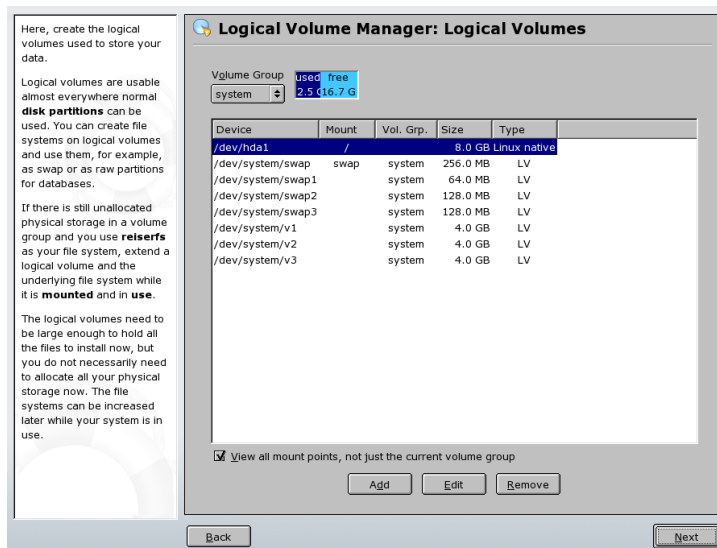 Here, create the logical
volumes used to store your
data.
Logical volumes are usable
almost everywhere normal
disk partitions can be
used. You can create file
systems on logical volumes
and use them, for example,
as swap or as raw partitions
for databases.
If there is still unallocated
physical storage in a volume
group and you use reiserfs
as your file system, extend a
logical volume and the
underlying file system while
it is mounted and in use.
The logical volumes need to
be large enough to hold all
the files to install now, but
you do not necessarily need
to allocate all your physical
storage now. The file
systems can be increased
later while your system is in
use.
Logical Volume Manager: Logical Volumes
Volume Group
system
used free
2.5 G 16.7 G
Device Mount Vol. Grp. Size Type
/dev/hda1 / 8.0 GB Linux native
/dev/system/swap swap system 256.0 MB LV
/dev/system/swap1 system 64.0 MB LV
/dev/system/swap2 system 128.0 MB LV
/dev/system/swap3 system 128.0 MB LV
/dev/system/v1 system 4.0 GB LV
/dev/system/v2 system 4.0 GB LV
/dev/system/v3 system 4.0 GB LV
View all mount points, not just the current volume group
Add Edit Remove
Back Next